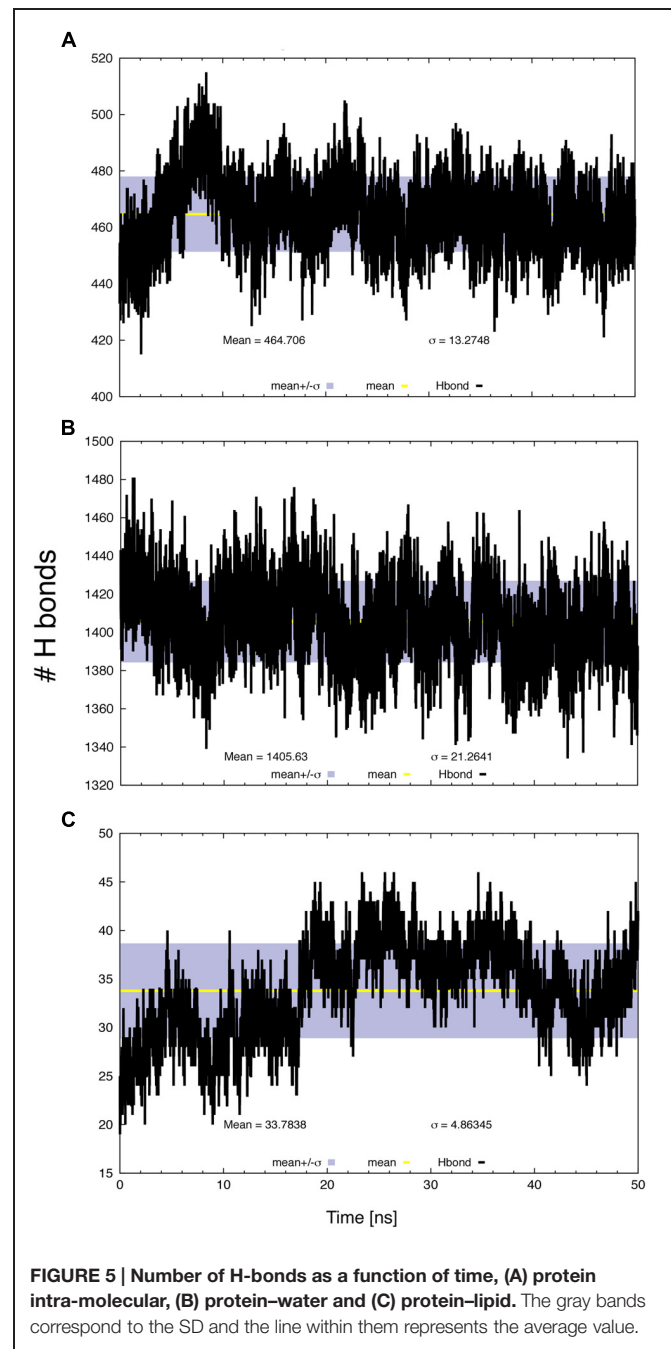 A
520
500
480
460
440
420
400
Mean = 464.706 σ = 13.2748
mean+/-σ mean Hbond
B
1500
1480
1460
1440
1420
1400
1380
1360
1340
1320
Mean = 1405.63 σ = 21.2641
mean+/-σ mean Hbond
# H bonds
C
50
45
40
35
30
25
20
15
Mean = 33.7838 σ = 4.86345
mean+/-σ mean Hbond
0 10 20 30 40 50
Time [ns]
FIGURE 5 | Number of H-bonds as a function of time, (A) protein
intra-molecular, (B) protein–water and (C) protein–lipid. The gray bands
correspond to the SD and the line within them represents the average value.